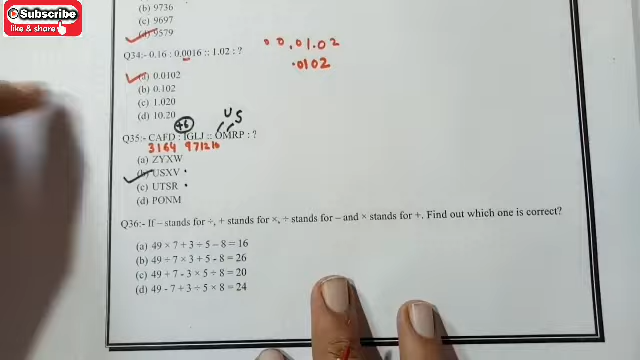 Subscribe
like & share
(b) 9736
(c) 9697
(d) 9579
Q34:- 0.16 : 0.0016 :: 1.02 : ?
0 0 .01.02
.0102
(a) 0.0102
(b) 0.102
(c) 1.020
(d) 10.20
+6
U S
Q35:- CAFD : IGLJ :: OMRP : ?
3164 971210
(a) ZYXW
(b) USXV
(c) UTSR
(d) PONM
Q36:- If – stands for ÷, + stands for ×, ÷ stands for – and × stands for +. Find out which one is correct?
(a) 49 × 7 + 3 ÷ 5 – 8 = 16
(b) 49 ÷ 7 × 3 + 5 - 8 = 26
(c) 49 + 7 - 3 × 5 ÷ 8 = 20
(d) 49 - 7 + 3 ÷ 5 × 8 = 24